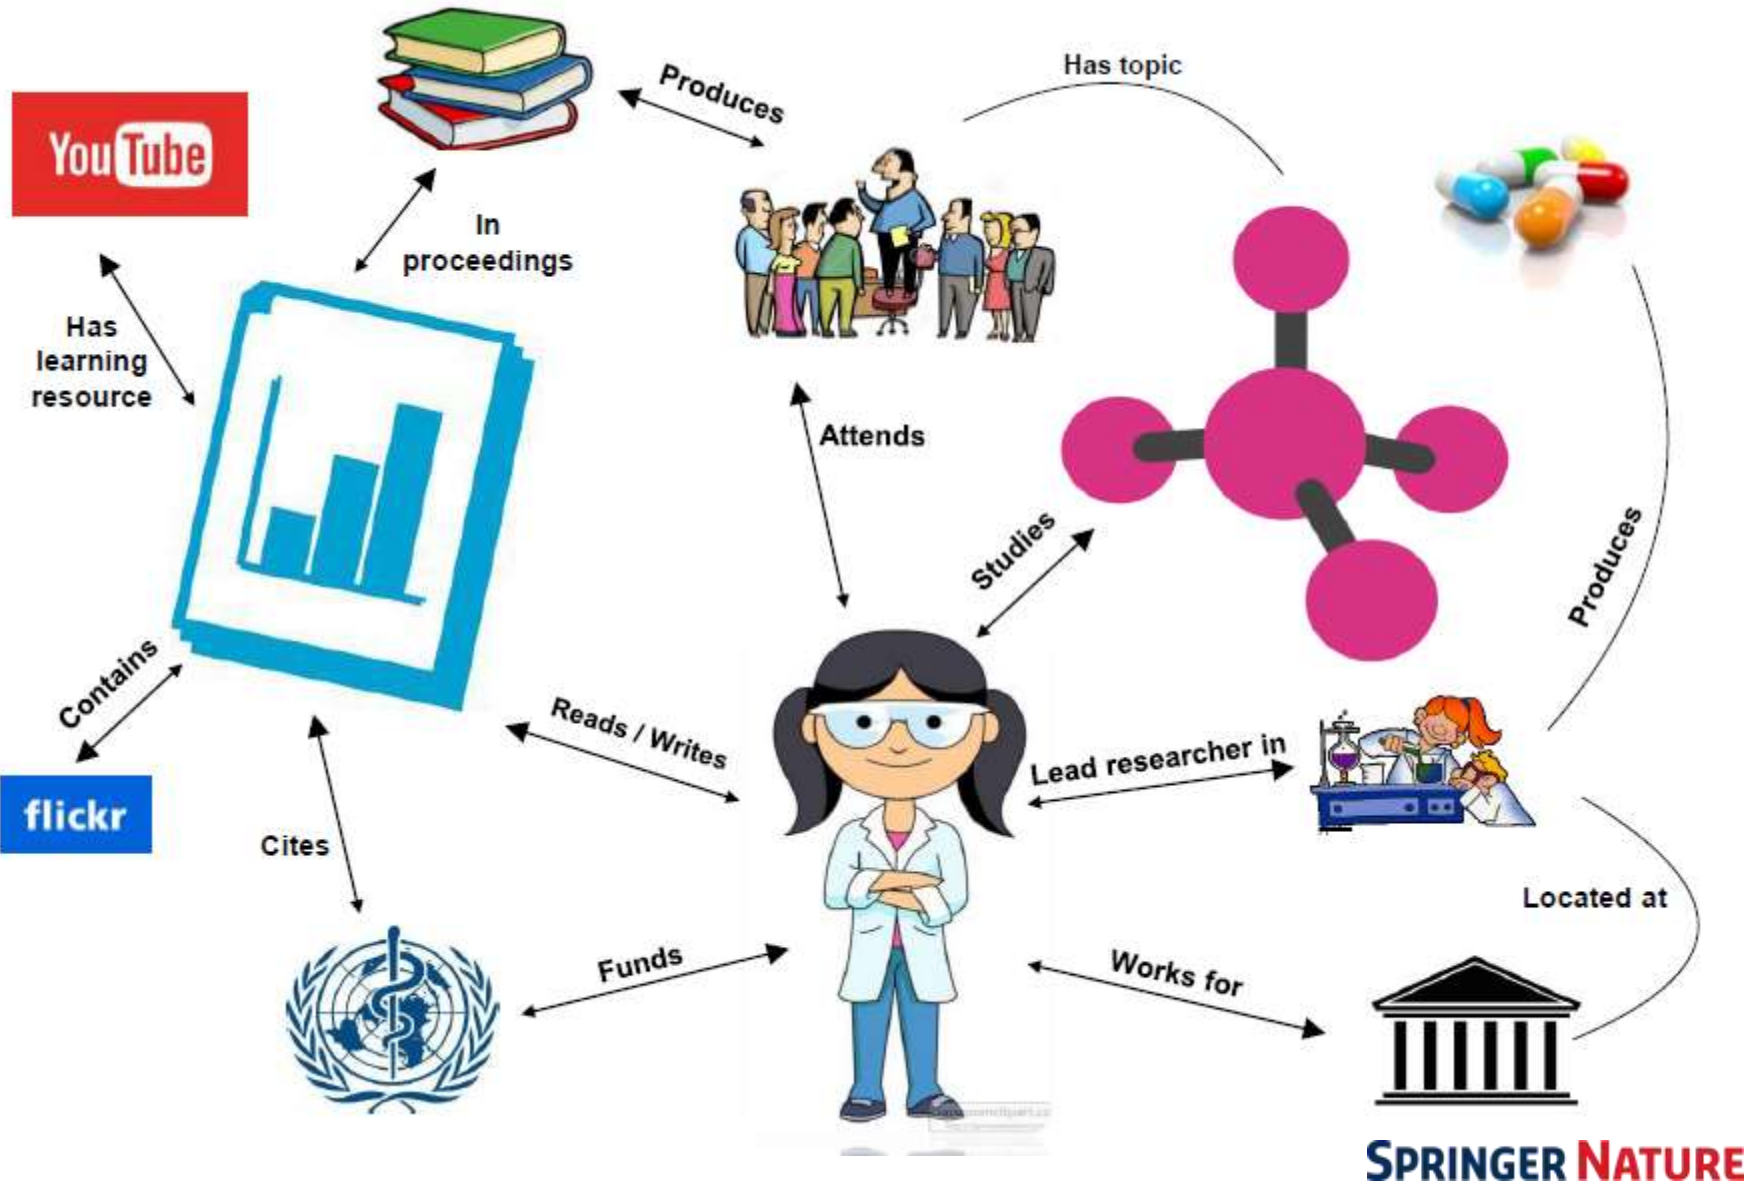 Has topic
Produces
YouTube
In
proceedings
Has
learning
resource
Attends
Studies
Produces
Contains
Reads / Writes
Lead researcher in
flickr
Cites
Located at
Funds
Works for
SPRINGER NATURE